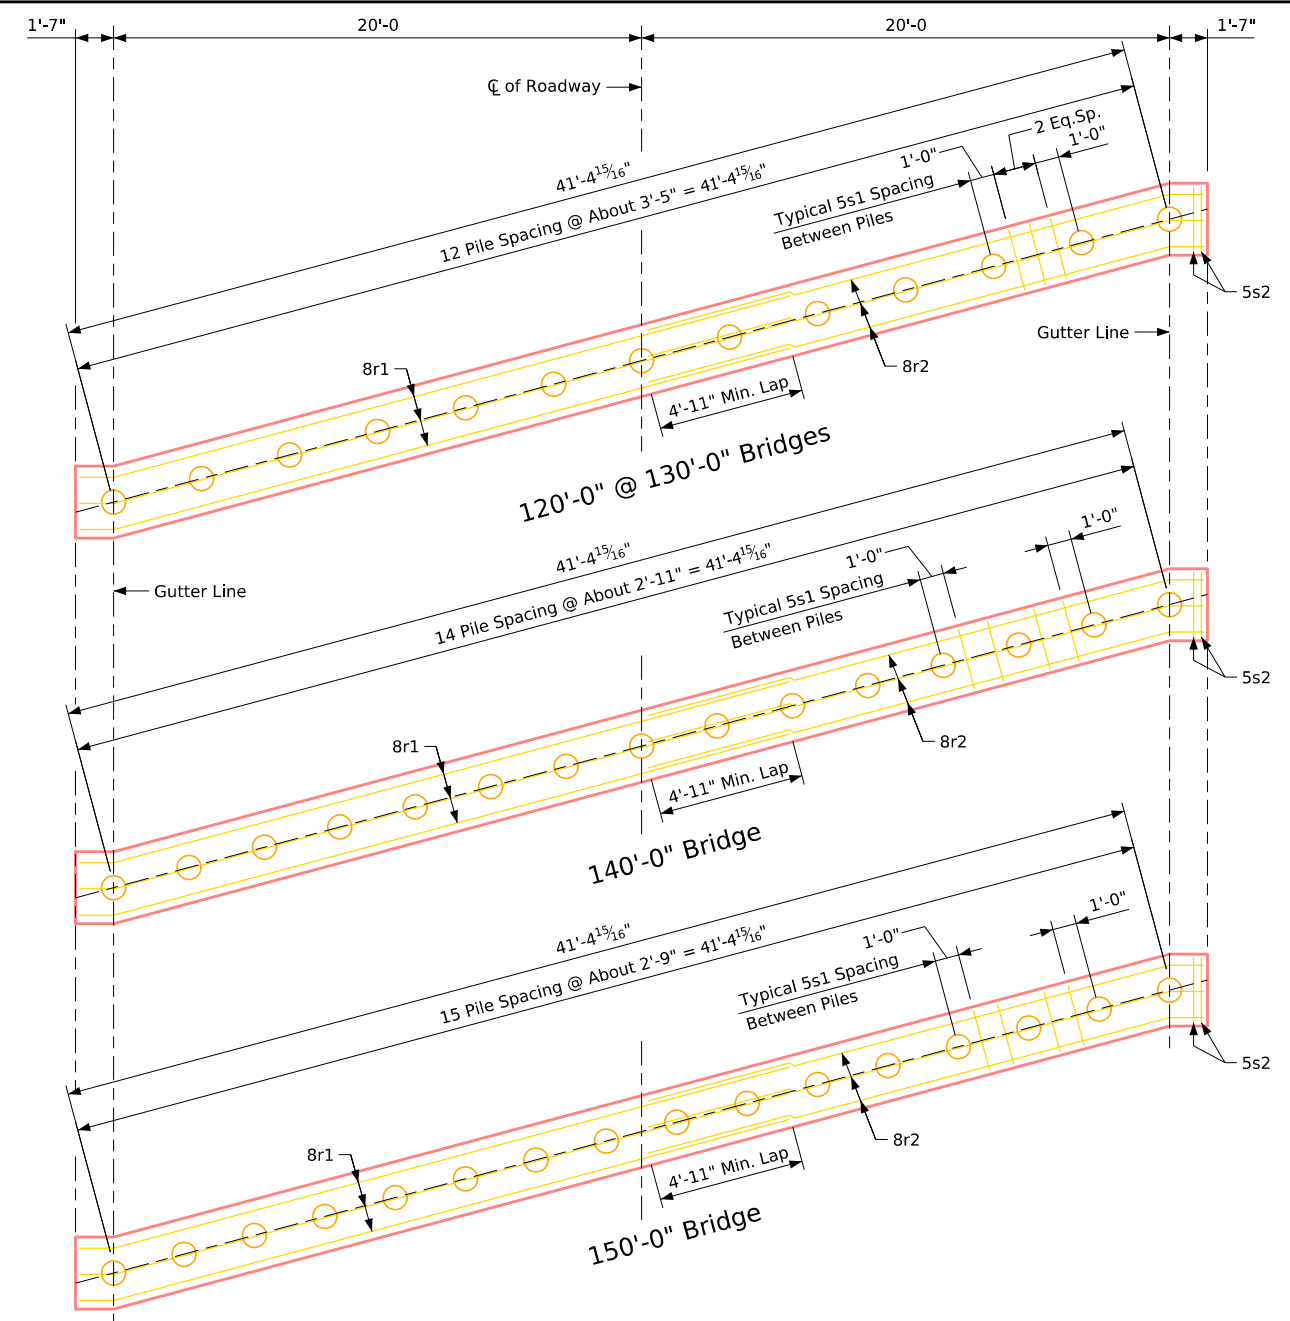 1'-7" 20'-0 20'-0 1'-7"
℄ of Roadway
41'-4 15/16"
12 Pile Spacing @ About 3'-5" = 41'-4 15/16"
2 Eq.Sp.
1'-0" 1'-0"
Typical 5s1 Spacing
Between Piles
5s2
Gutter Line
8r1
8r2
4'-11" Min. Lap
120'-0" @ 130'-0" Bridges
Gutter Line
41'-4 15/16"
14 Pile Spacing @ About 2'-11" = 41'-4 15/16"
1'-0" 1'-0"
Typical 5s1 Spacing
Between Piles
5s2
8r1
8r2
4'-11" Min. Lap
140'-0" Bridge
41'-4 15/16"
15 Pile Spacing @ About 2'-9" = 41'-4 15/16"
1'-0" 1'-0"
Typical 5s1 Spacing
Between Piles
5s2
8r1
8r2
4'-11" Min. Lap
150'-0" Bridge